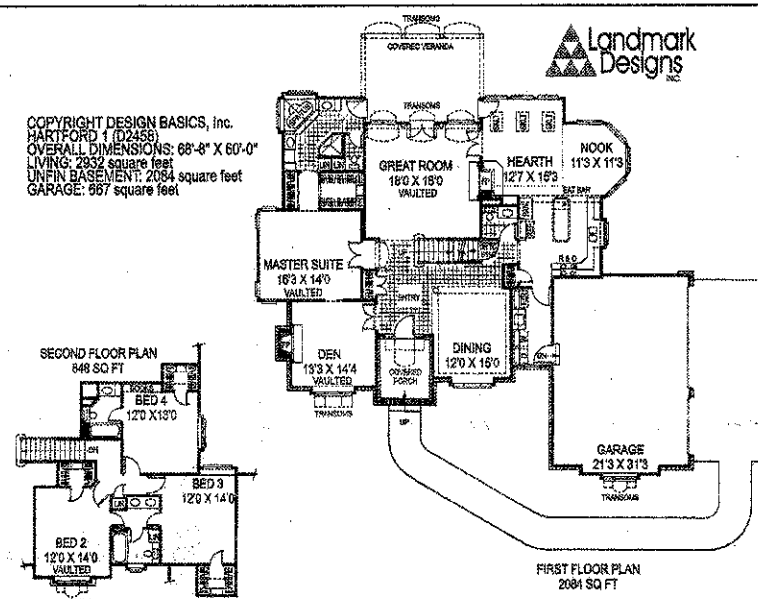 TRANSOMS
COVERED VERANDA
Landmark
Designs
INC.
COPYRIGHT DESIGN BASICS, Inc.
HARTFORD 1 (D2458)
OVERALL DIMENSIONS: 68'-8" X 60'-0"
LIVING: 2932 square feet
UNFIN BASEMENT: 2084 square feet
GARAGE: 667 square feet
TRANSOMS
GREAT ROOM
18'0 X 18'0
VAULTED
HEARTH
12'7 X 15'3
NOOK
11'3 X 11'3
EAT BAR
MASTER SUITE
16'3 X 14'0
VAULTED
ENTRY
DEN
13'3 X 14'4
VAULTED
TRANSOMS
COVERED
PORCH
UP
DINING
12'0 X 15'0
GARAGE
21'3 X 31'3
TRANSOMS
SECOND FLOOR PLAN
848 SQ FT
BED 4
12'0 X 13'0
DN
BED 3
12'0 X 14'0
BED 2
12'0 X 14'0
VAULTED
TRANSOMS
FIRST FLOOR PLAN
2084 SQ FT